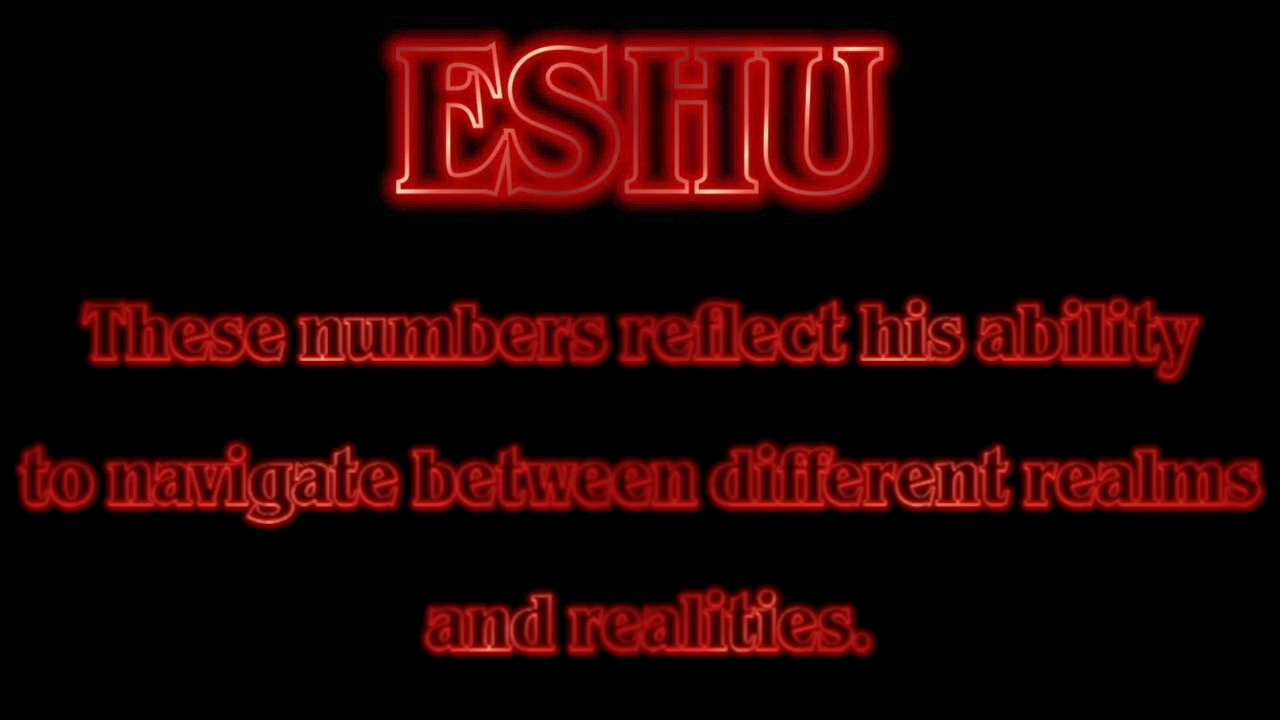 ESHU
These numbers reflect his ability
to navigate between different realms
and realities.